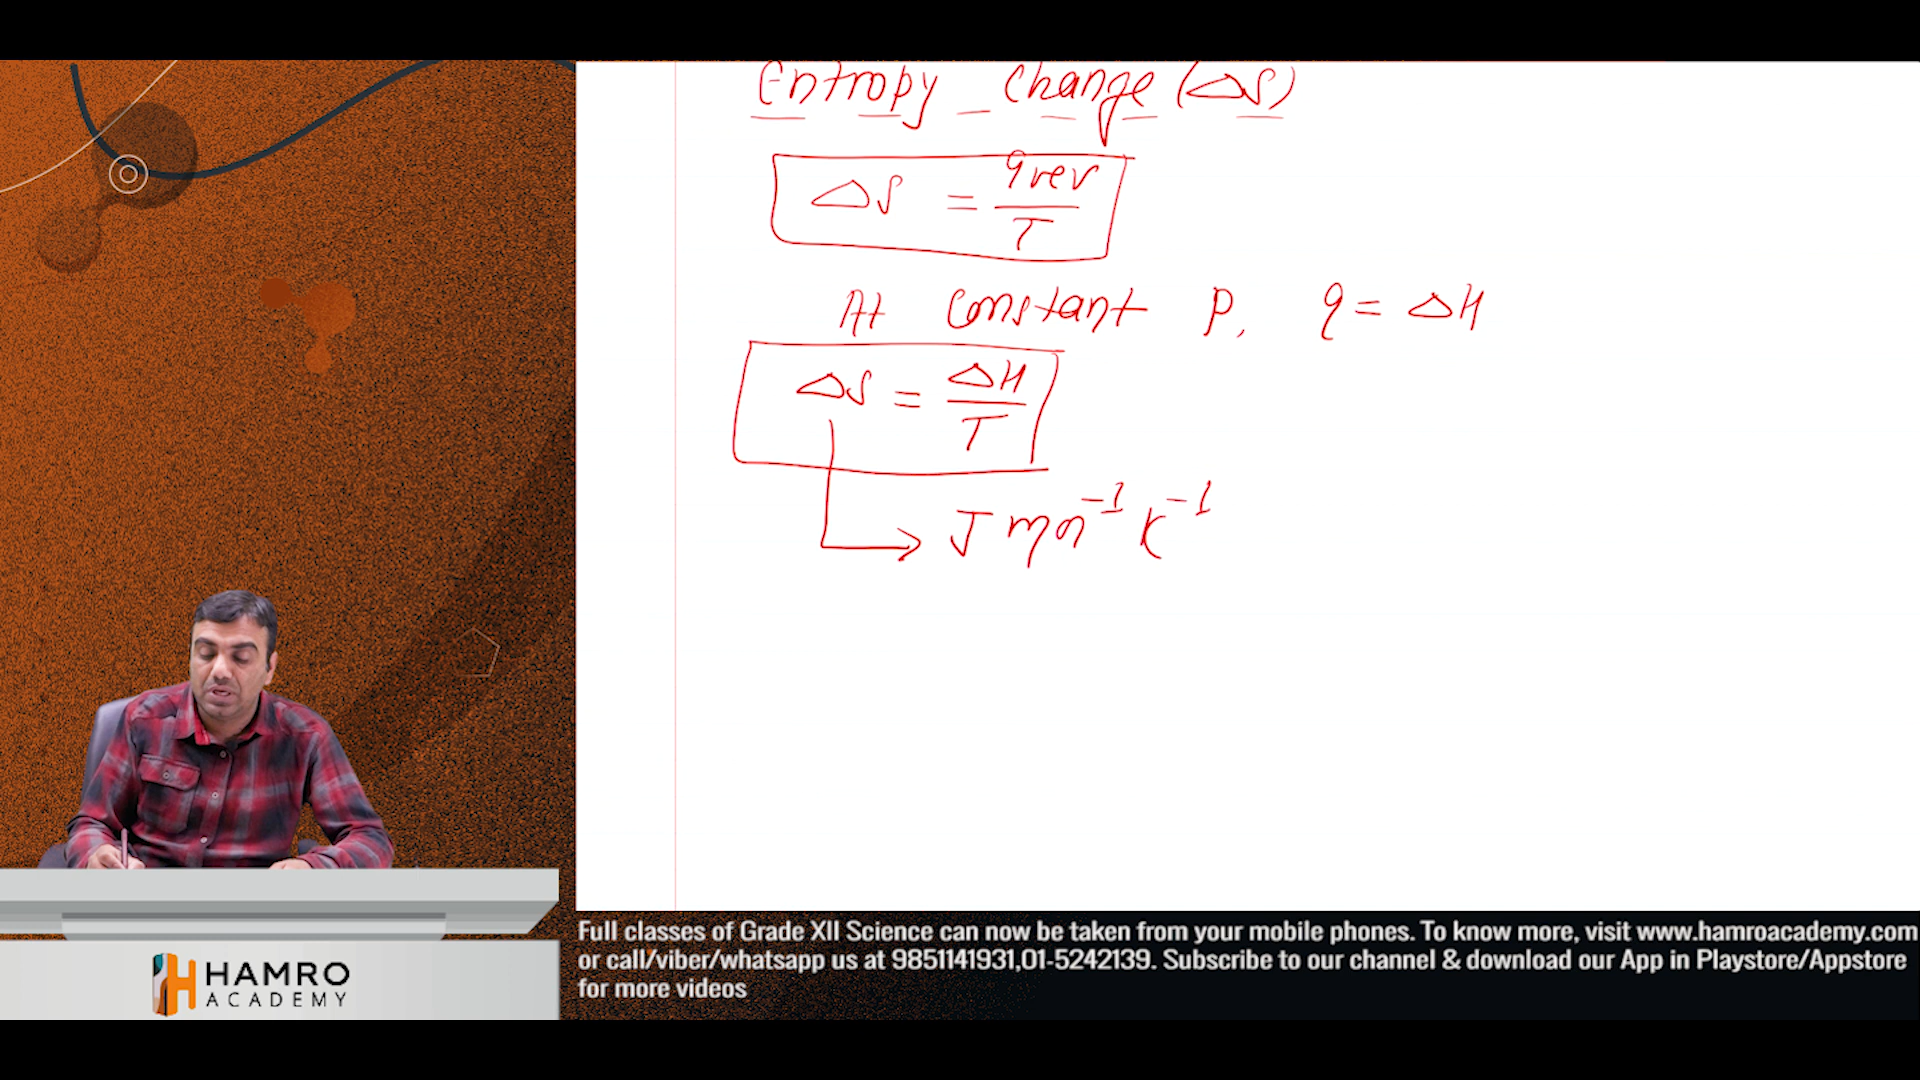 Entropy change (ΔS)
ΔS = qrev / T
At constant P, q = ΔH
ΔS = ΔH / T
→ J mol⁻¹ K⁻¹
HAMRO
ACADEMY
Full classes of Grade XII Science can now be taken from your mobile phones. To know more, visit www.hamroacademy.com
or call/viber/whatsapp us at 9851141931,01-5242139. Subscribe to our channel & download our App in Playstore/Appstore
for more videos